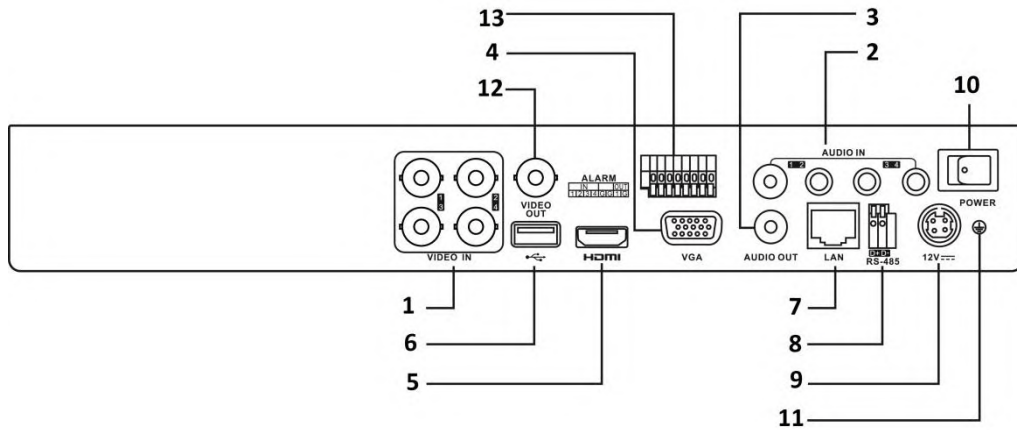 13
3
4
2
12
10
AUDIO IN
1 2
3 4
ALARM
IN OUT
1 2 3 4 G G 1 G
POWER
VIDEO OUT
VIDEO IN
HDMI
VGA
AUDIO OUT
LAN
D+ D-
RS-485
12V
1
7
6
8
5
9
11